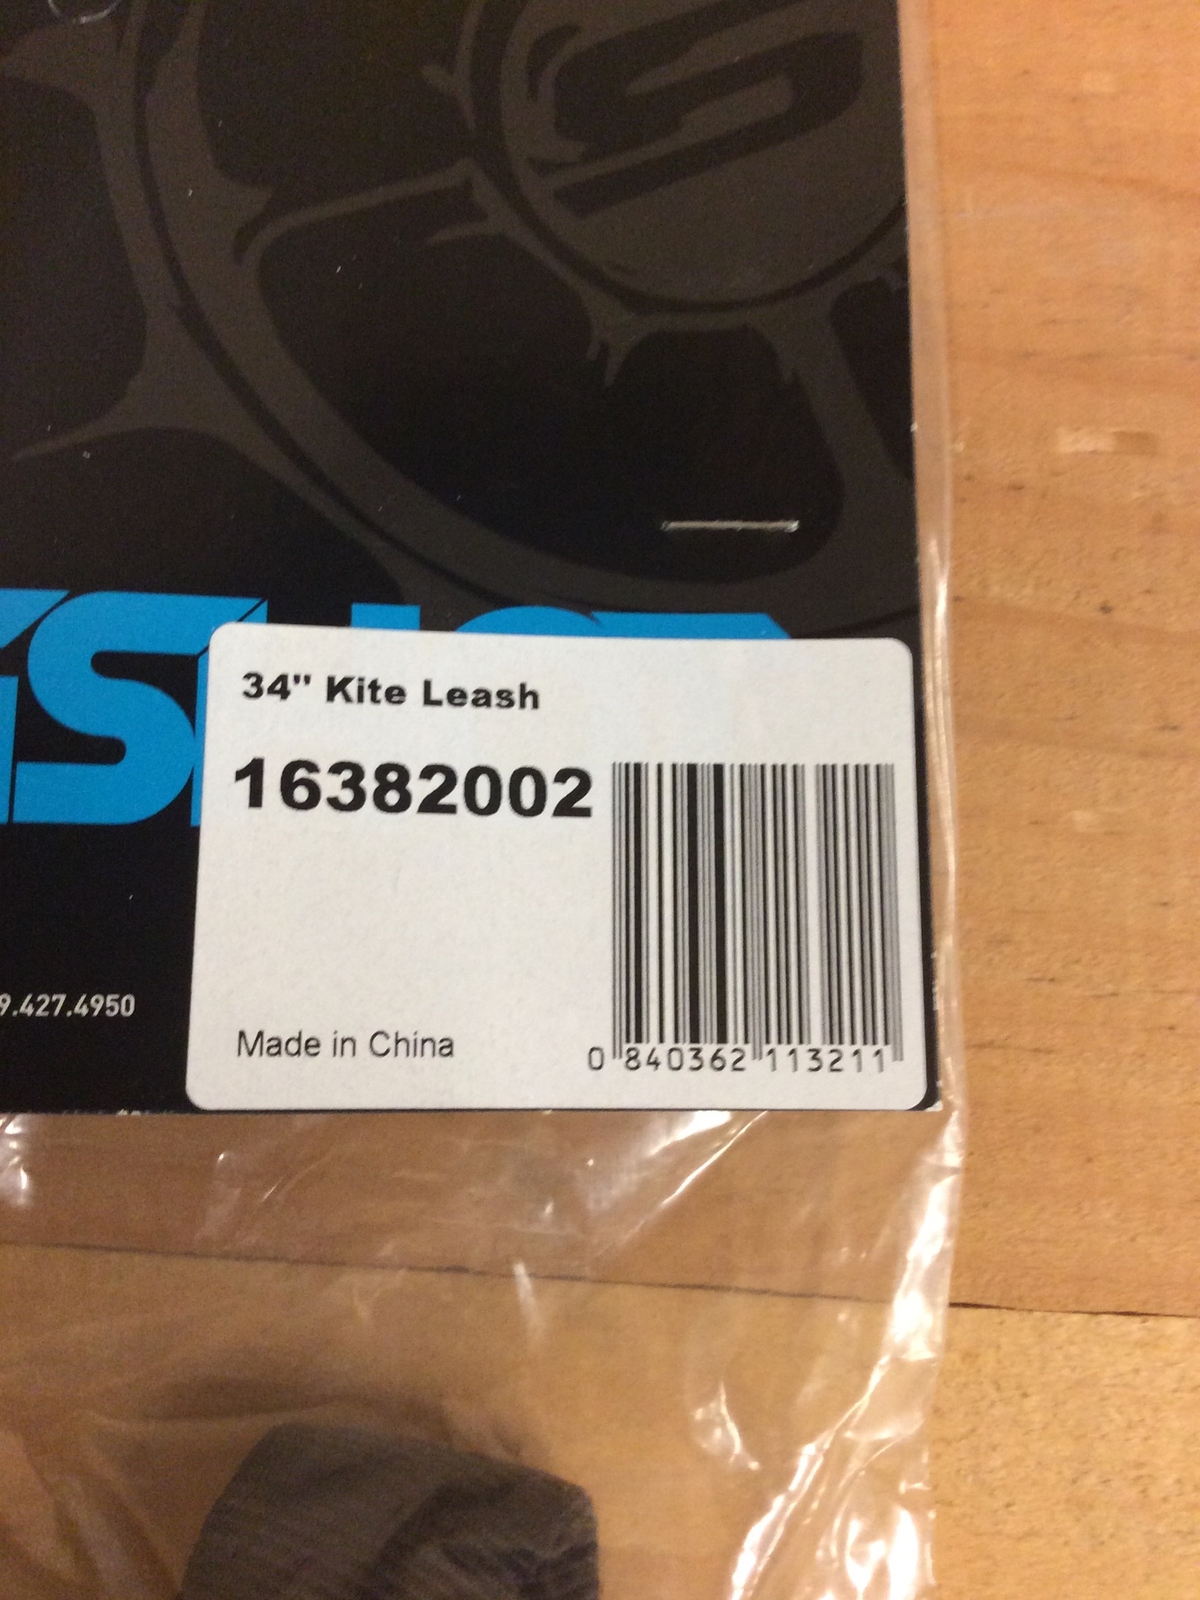 34" Kite Leash
16382002
9.427.4950
Made in China
0 840362 113211